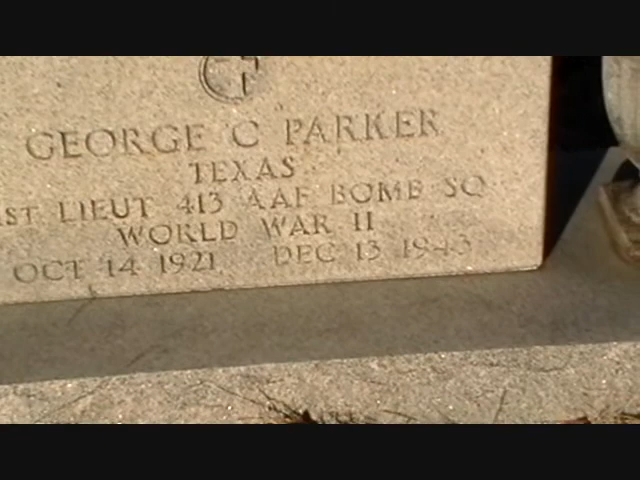 GEORGE C PARKER
TEXAS
1ST LIEUT 413 AAF BOMB SQ
WORLD WAR II
OCT 14 1921 DEC 13 1943